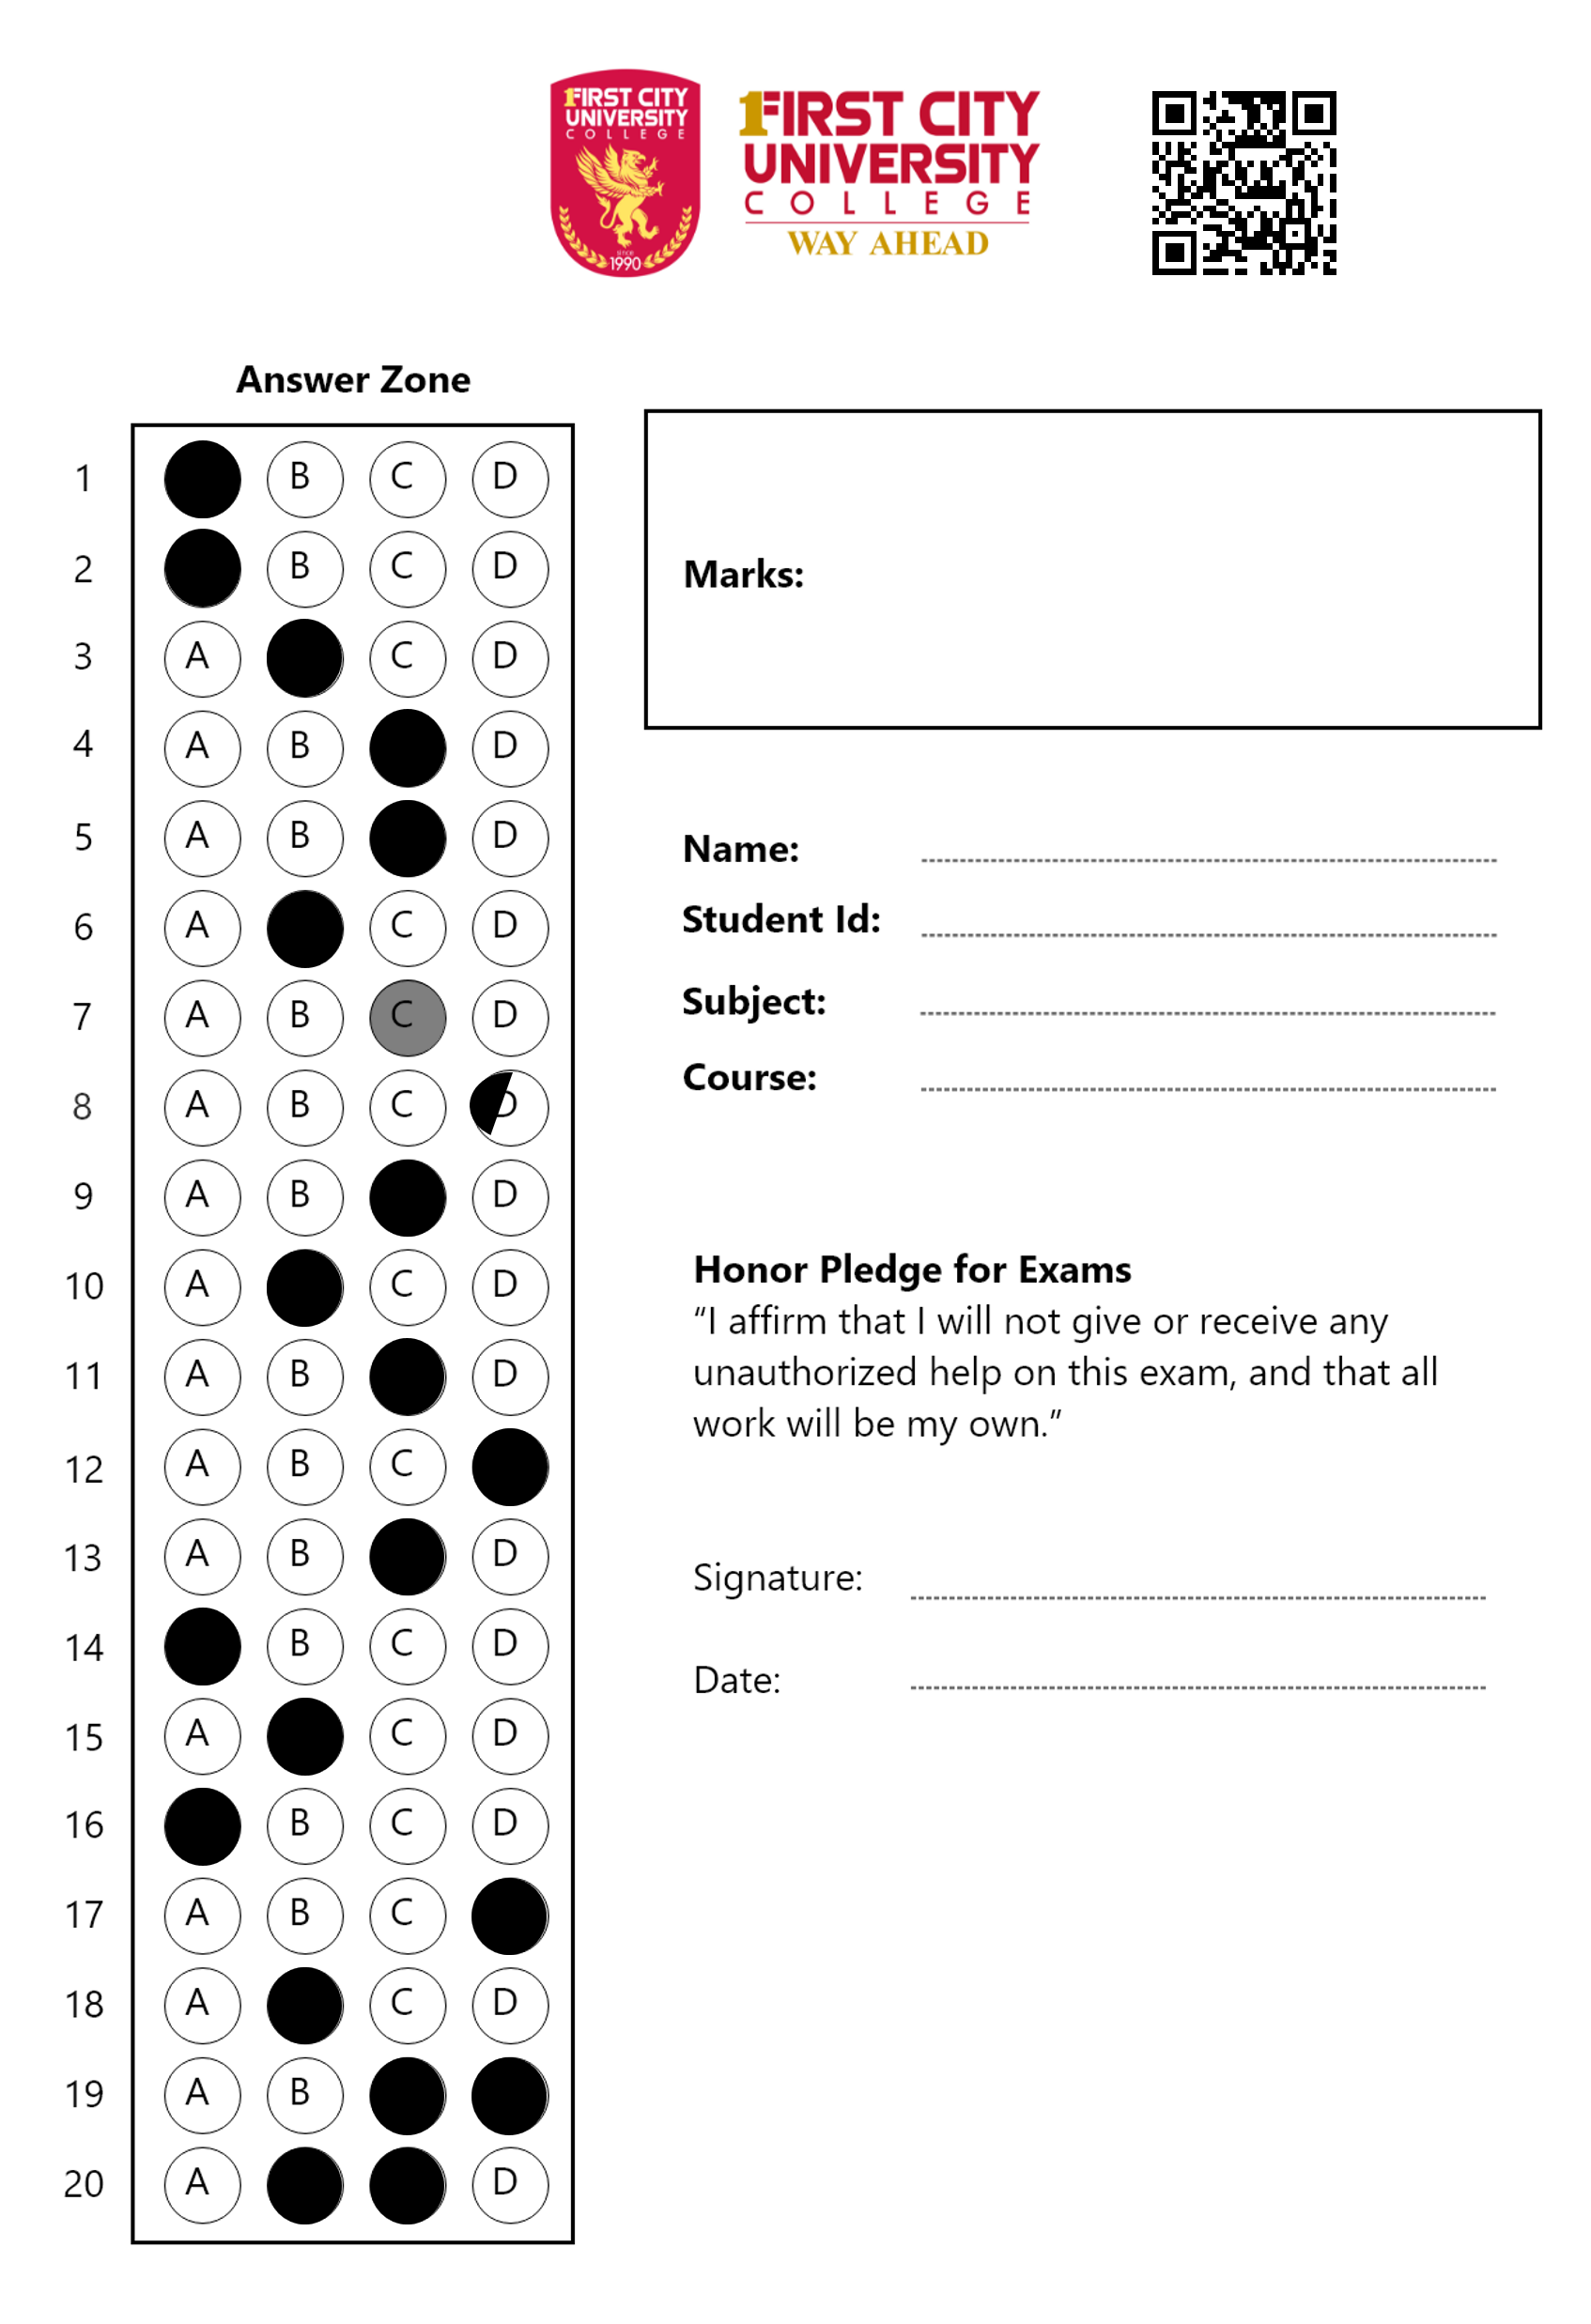 1FIRST CITY
UNIVERSITY
COLLEGE
since
1990
1FIRST CITY
UNIVERSITY
COLLEGE
WAY AHEAD
Answer Zone
1 B C D
2 B C D
3 A C D
4 A B D
5 A B D
6 A C D
7 A B C D
8 A B C D
9 A B D
10 A C D
11 A B D
12 A B C
13 A B D
14 B C D
15 A C D
16 B C D
17 A B C
18 A C D
19 A B
20 A D
Marks:
Name:
Student Id:
Subject:
Course:
Honor Pledge for Exams
“I affirm that I will not give or receive any
unauthorized help on this exam, and that all
work will be my own.”
Signature:
Date: